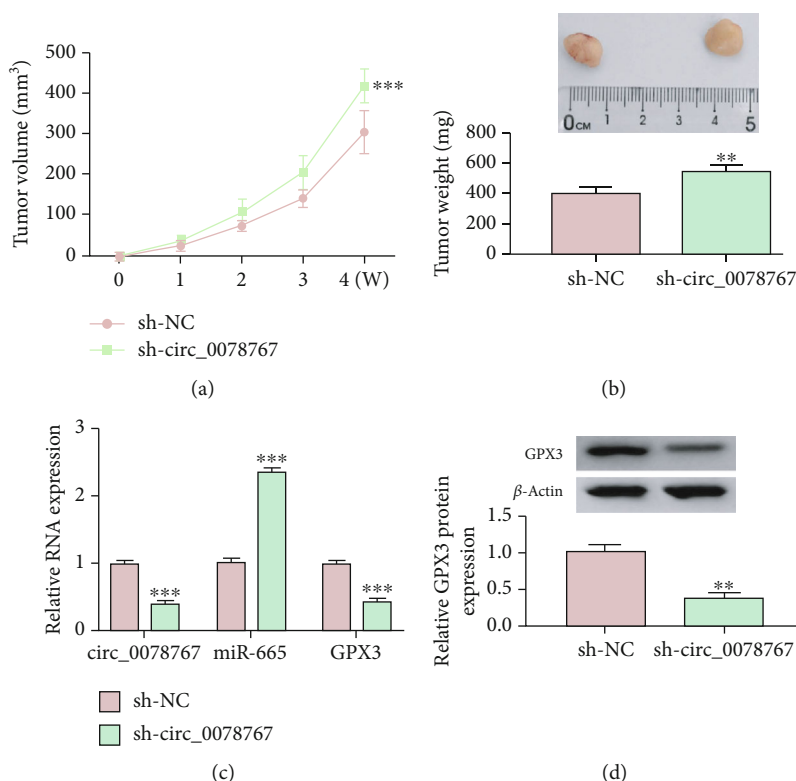 500
400
300
200
100
0
Tumor volume (mm³)
***
0 1 2 3 4 (W)
sh-NC
sh-circ_0078767
(a)
0CM 1 2 3 4 5
800
600
400
200
0
Tumor weight (mg)
**
sh-NC sh-circ_0078767
(b)
3
2
1
0
Relative RNA expression
*** *** ***
circ_0078767 miR-665 GPX3
sh-NC
sh-circ_0078767
(c)
GPX3
β-Actin
1.5
1.0
0.5
0.0
Relative GPX3 protein
expression
**
sh-NC sh-circ_0078767
(d)